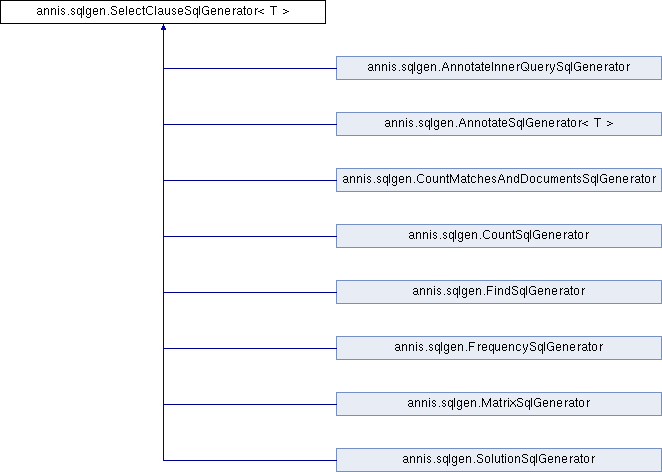 annis.sqlgen.SelectClauseSqlGenerator< T >
annis.sqlgen.AnnotateInnerQuerySqlGenerator
annis.sqlgen.AnnotateSqlGenerator< T >
annis.sqlgen.CountMatchesAndDocumentsSqlGenerator
annis.sqlgen.CountSqlGenerator
annis.sqlgen.FindSqlGenerator
annis.sqlgen.FrequencySqlGenerator
annis.sqlgen.MatrixSqlGenerator
annis.sqlgen.SolutionSqlGenerator